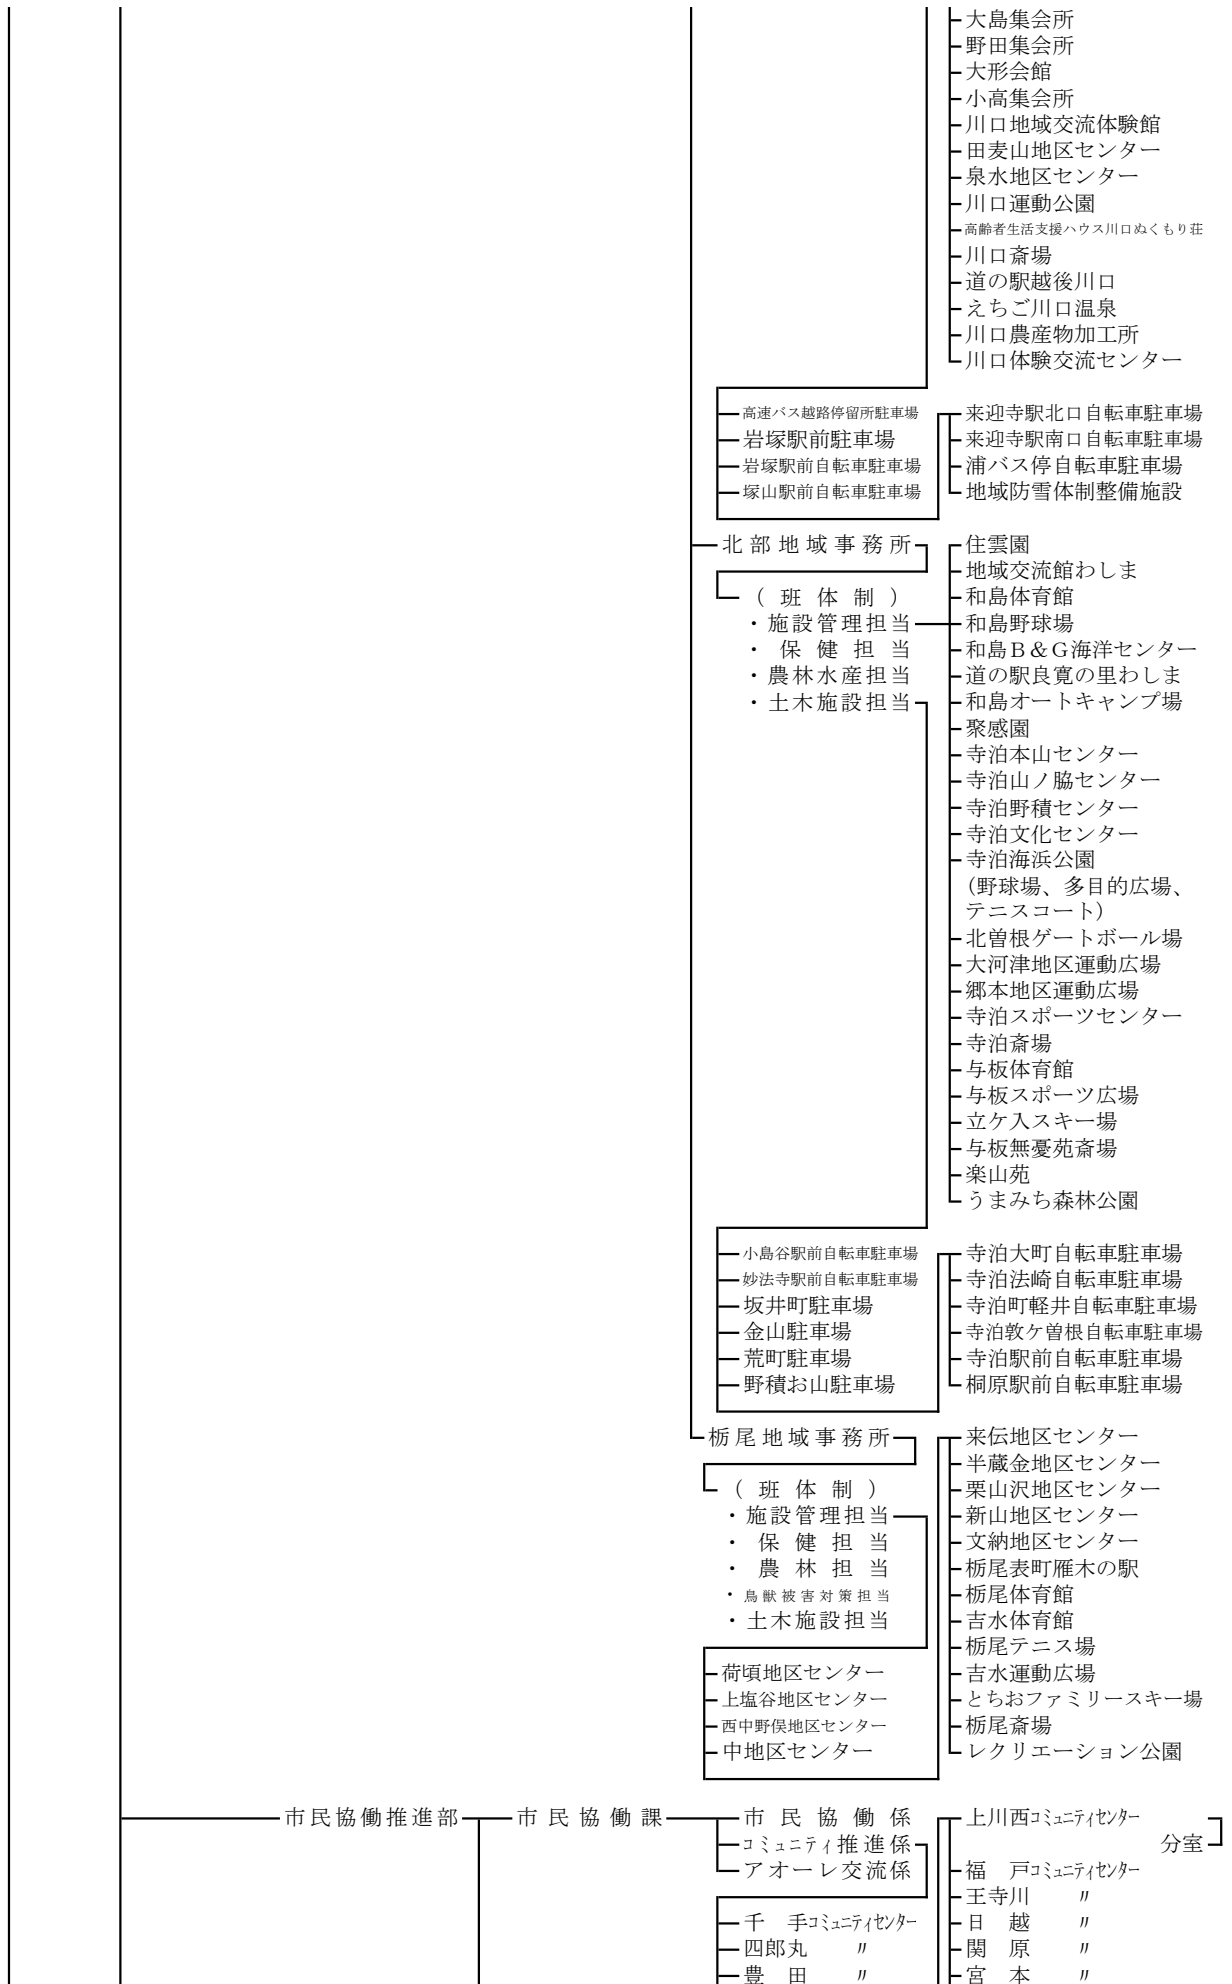 大島集会所
野田集会所
大形会館
小高集会所
川口地域交流体験館
田麦山地区センター
泉水地区センター
川口運動公園
高齢者生活支援ハウス川口ぬくもり荘
川口斎場
道の駅越後川口
えちご川口温泉
川口農産物加工所
川口体験交流センター
高速バス越路停留所駐車場
岩塚駅前駐車場
岩塚駅前自転車駐車場
塚山駅前自転車駐車場
来迎寺駅北口自転車駐車場
来迎寺駅南口自転車駐車場
浦バス停自転車駐車場
地域防雪体制整備施設
北部地域事務所
（班体制）
・施設管理担当
・保健担当
・農林水産担当
・土木施設担当
住雲園
地域交流館わしま
和島体育館
和島野球場
和島Ｂ＆Ｇ海洋センター
道の駅良寛の里わしま
和島オートキャンプ場
聚感園
寺泊本山センター
寺泊山ノ脇センター
寺泊野積センター
寺泊文化センター
寺泊海浜公園
（野球場、多目的広場、
テニスコート）
北曽根ゲートボール場
大河津地区運動広場
郷本地区運動広場
寺泊スポーツセンター
寺泊斎場
与板体育館
与板スポーツ広場
立ケ入スキー場
与板無憂苑斎場
楽山苑
うまみち森林公園
小島谷駅前自転車駐車場
妙法寺駅前自転車駐車場
坂井町駐車場
金山駐車場
荒町駐車場
野積お山駐車場
寺泊大町自転車駐車場
寺泊法崎自転車駐車場
寺泊町軽井自転車駐車場
寺泊敦ケ曽根自転車駐車場
寺泊駅前自転車駐車場
桐原駅前自転車駐車場
栃尾地域事務所
（班体制）
・施設管理担当
・保健担当
・農林担当
・鳥獣被害対策担当
・土木施設担当
荷頃地区センター
上塩谷地区センター
西中野俣地区センター
中地区センター
来伝地区センター
半蔵金地区センター
栗山沢地区センター
新山地区センター
文納地区センター
栃尾表町雁木の駅
栃尾体育館
吉水体育館
栃尾テニス場
吉水運動広場
とちおファミリースキー場
栃尾斎場
レクリエーション公園
市民協働推進部
市民協働課
市民協働係
コミュニティ推進係
アオーレ交流係
千　手コミュニティセンター
四郎丸　〃
豊　田　〃
上川西コミュニティセンター
分室
福　戸コミュニティセンター
王寺川　〃
日　越　〃
関　原　〃
宮　本　〃